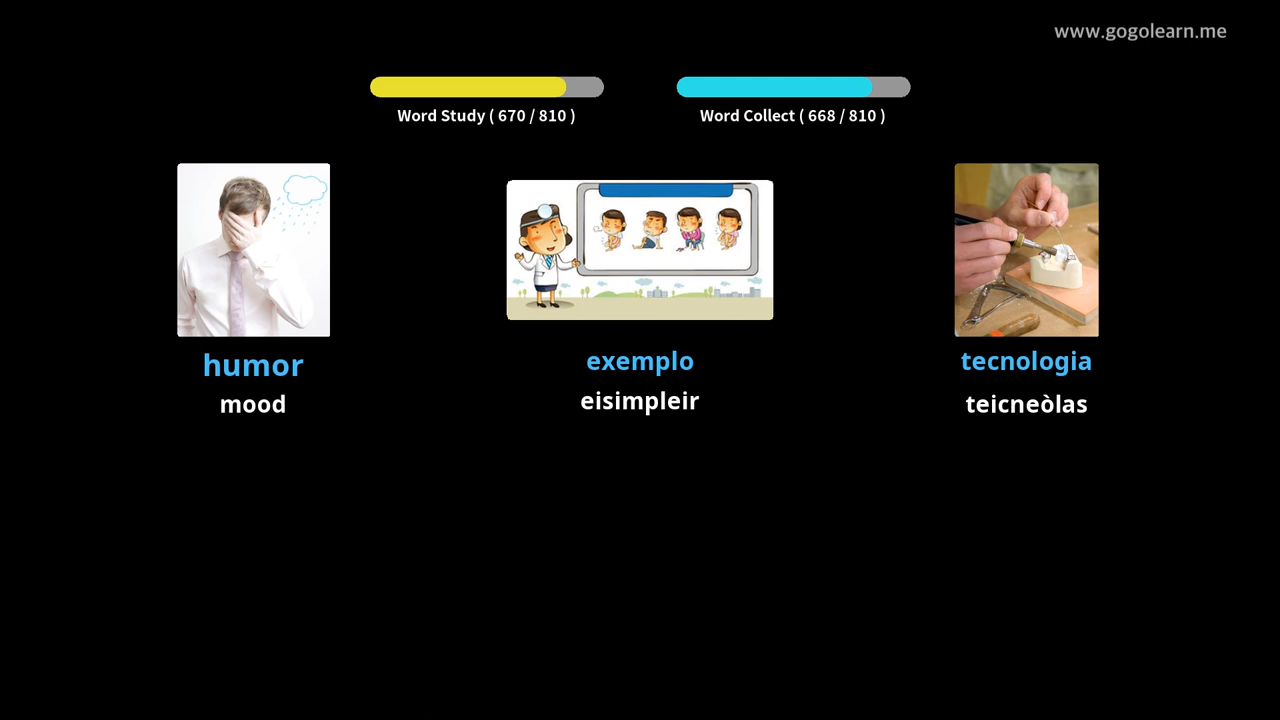 www.gogolearn.me
Word Study ( 670 / 810 )
Word Collect ( 668 / 810 )
humor
mood
exemplo
eisimpleir
tecnologia
teicneòlas